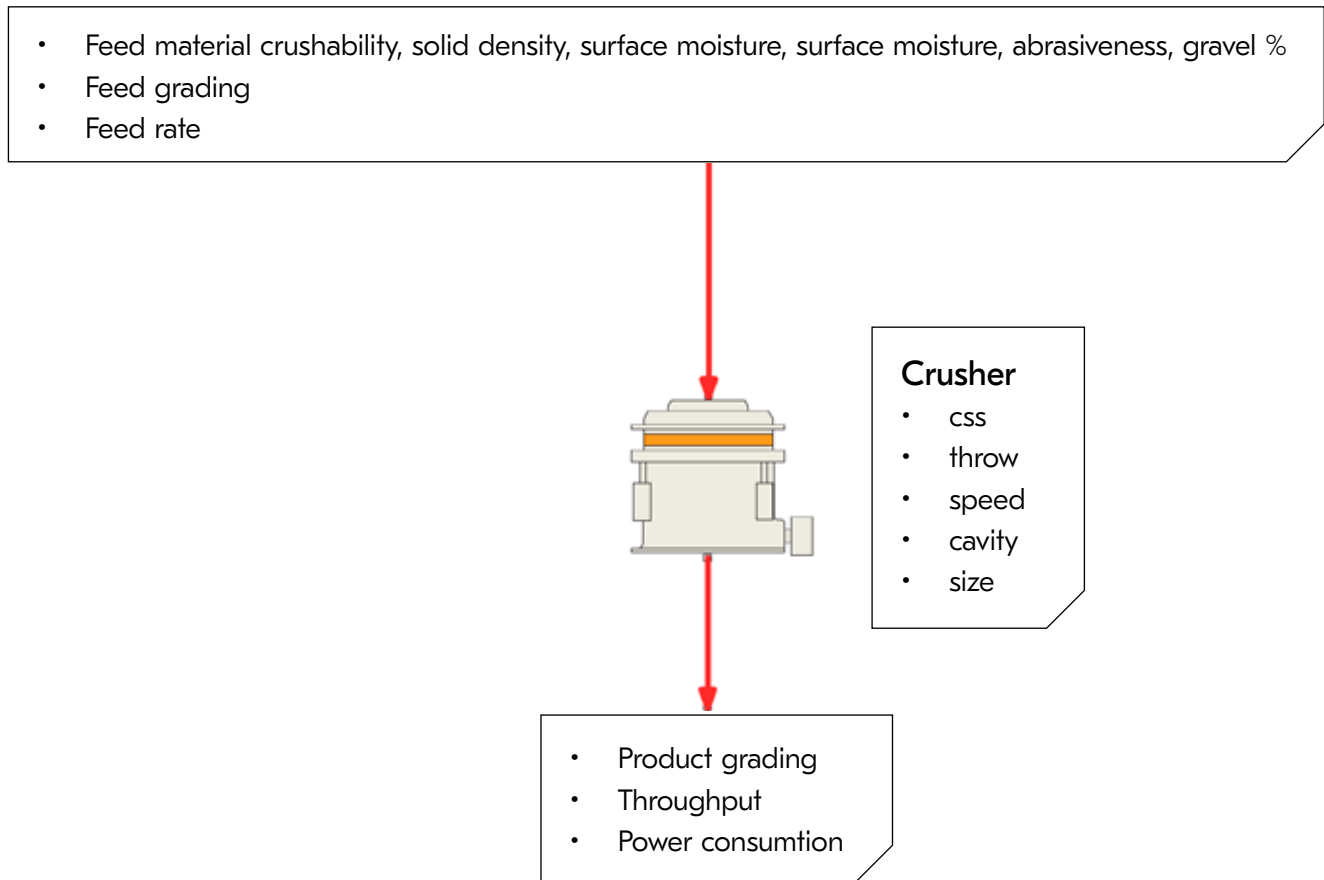 • Feed material crushability, solid density, surface moisture, surface moisture, abrasiveness, gravel %
• Feed grading
• Feed rate
Crusher
• css
• throw
• speed
• cavity
• size
• Product grading
• Throughput
• Power consumtion